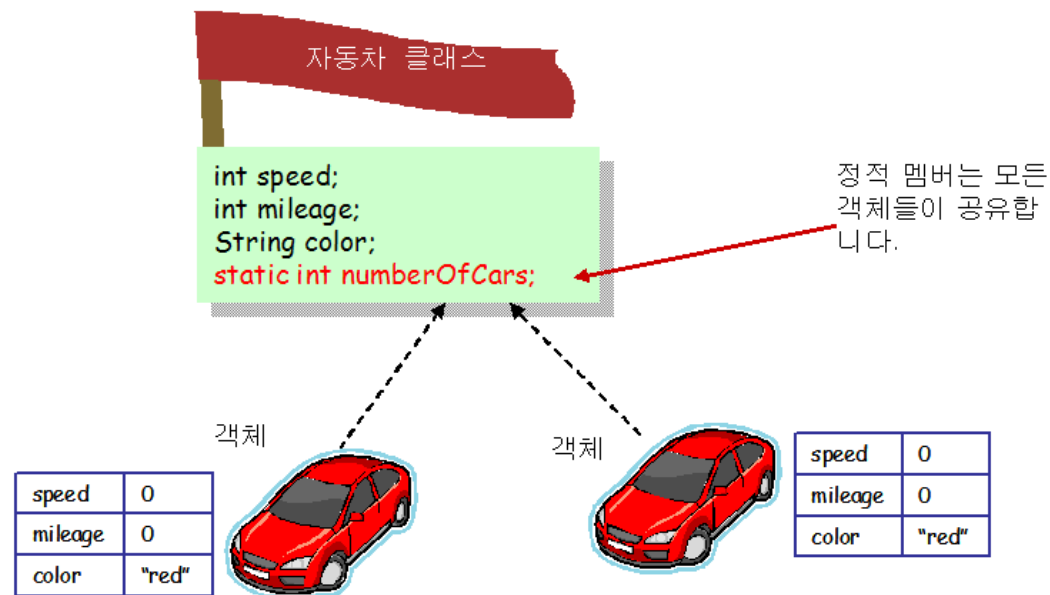 자동차 클래스
int speed;
int mileage;
String color;
static int numberOfCars;
정적 멤버는 모든
객체들이 공유합
니다.
객체
speed 0
mileage 0
color "red"
객체
speed 0
mileage 0
color "red"